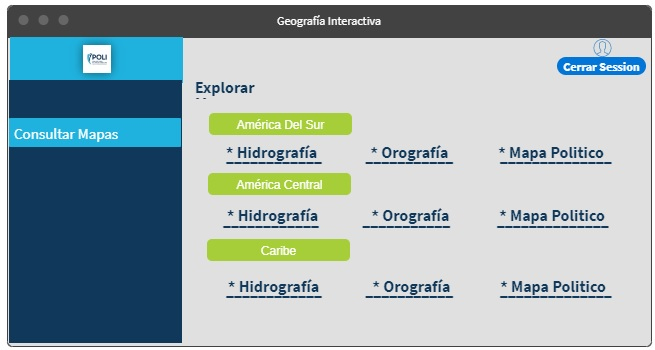 Geografía Interactiva
POLI
Cerrar Session
Explorar
Consultar Mapas
América Del Sur
* Hidrografía * Orografía * Mapa Politico
América Central
* Hidrografía * Orografía * Mapa Politico
Caribe
* Hidrografía * Orografía * Mapa Politico